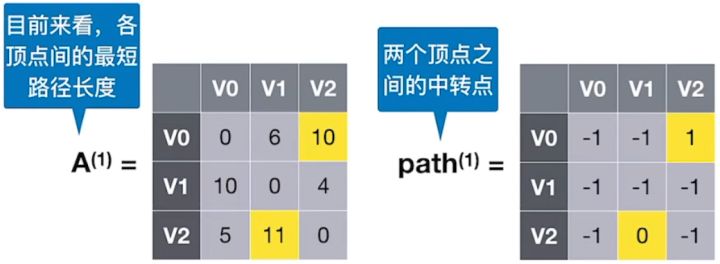 目前来看，各
顶点间的最短
路径长度
两个顶点之
间的中转点
V0 V1 V2
V0 0 6 10
A(1) =
V1 10 0 4
V2 5 11 0
V0 V1 V2
V0 -1 -1 1
path(1) =
V1 -1 -1 -1
V2 -1 0 -1